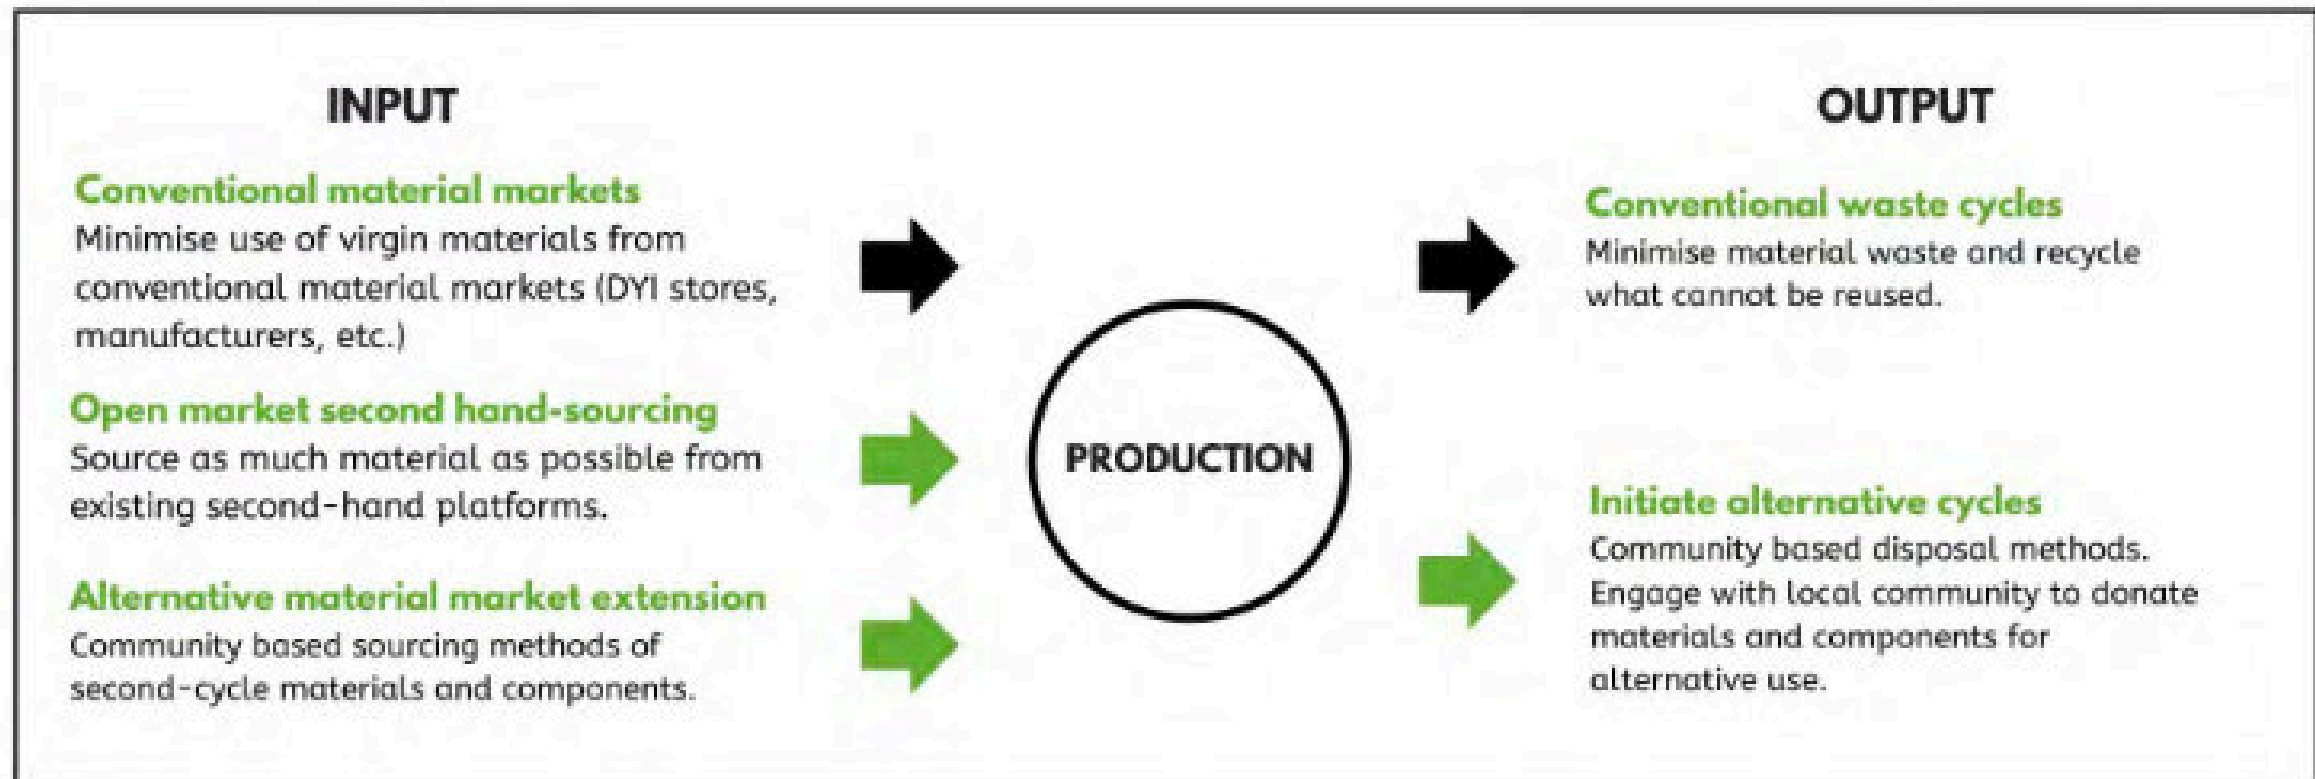 INPUT
Conventional material markets
Minimise use of virgin materials from
conventional material markets (DYI stores,
manufacturers, etc.)
Open market second hand-sourcing
Source as much material as possible from
existing second-hand platforms.
Alternative material market extension
Community based sourcing methods of
second-cycle materials and components.
PRODUCTION
OUTPUT
Conventional waste cycles
Minimise material waste and recycle
what cannot be reused.
Initiate alternative cycles
Community based disposal methods.
Engage with local community to donate
materials and components for
alternative use.